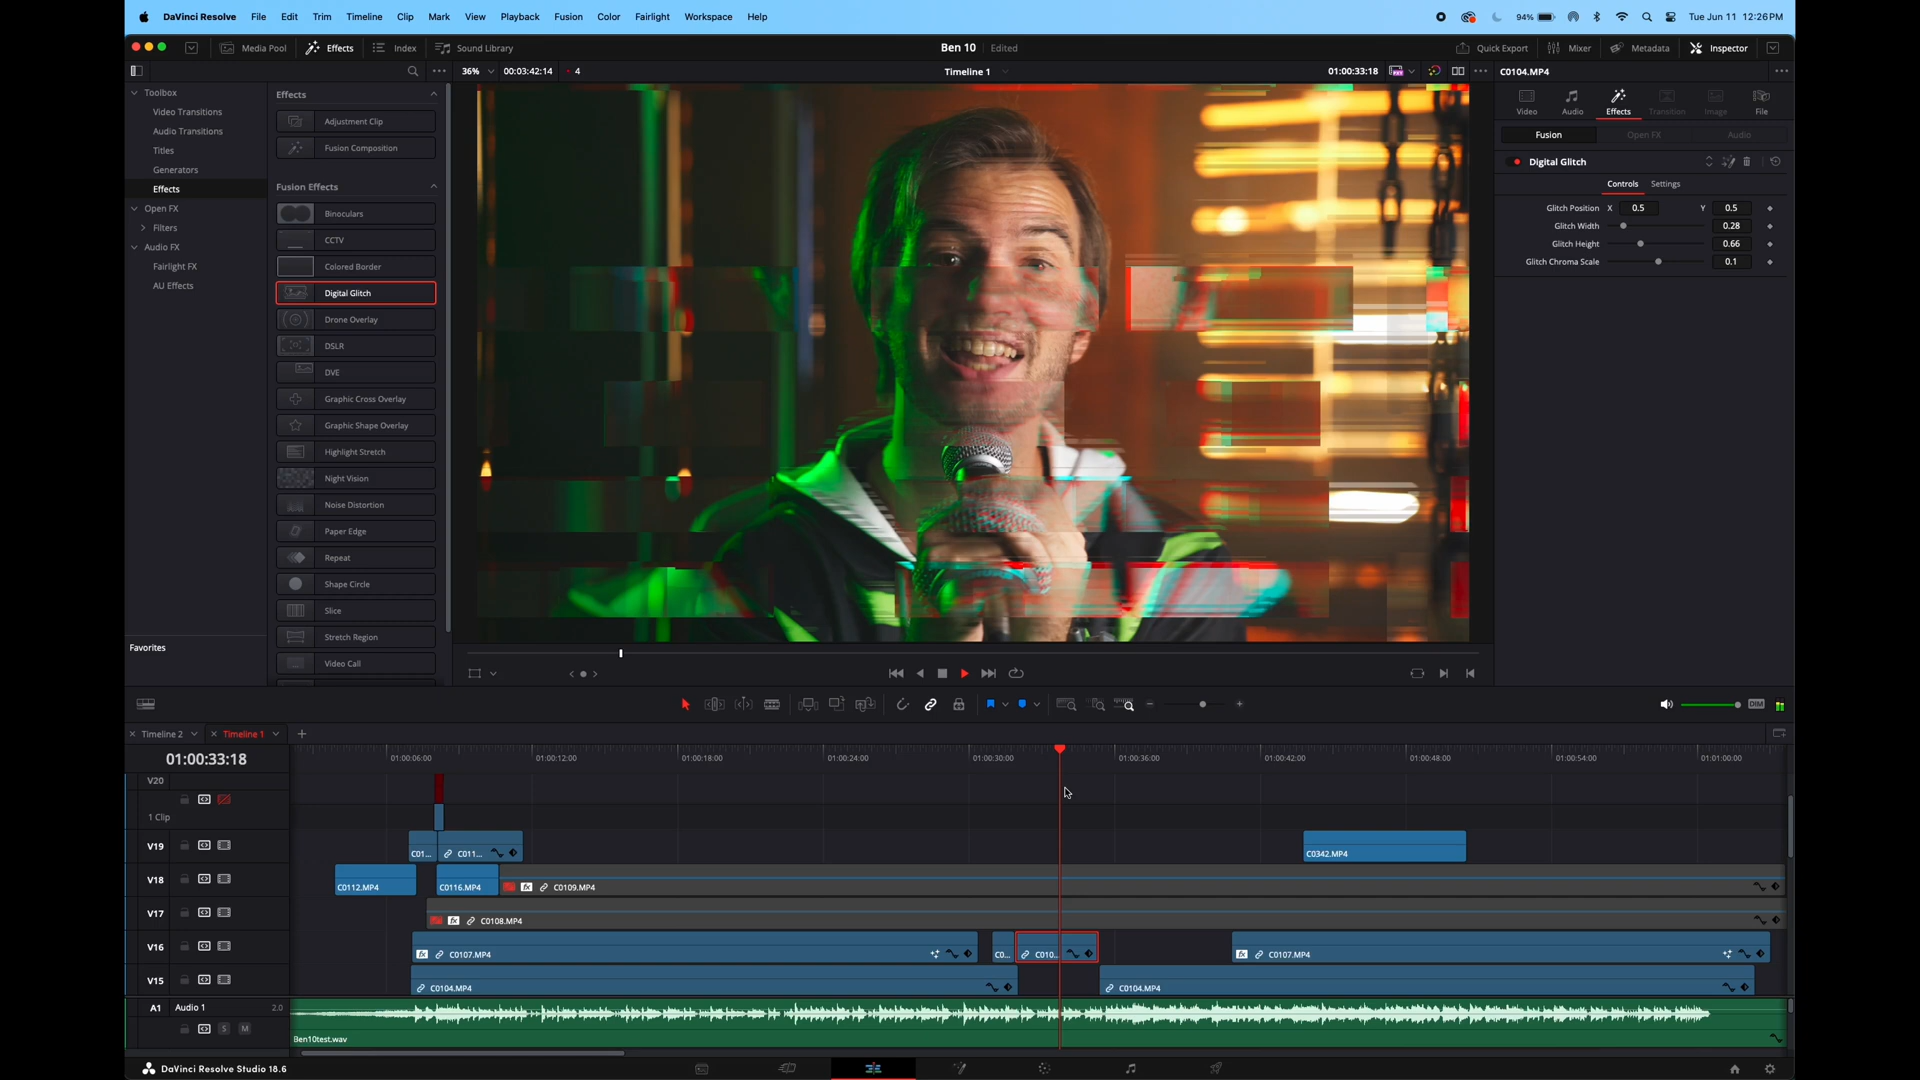 DaVinci Resolve File Edit Trim Timeline Clip Mark View Playback Fusion Color Fairlight Workspace Help
94% Tue Jun 11 12:26 PM
Media Pool Effects Index Sound Library
Ben 10 Edited
Quick Export Mixer Metadata Inspector
36% 00:03:42:14 4
Timeline 1
01:00:33:18
C0104.MP4
Toolbox
Video Transitions
Audio Transitions
Titles
Generators
Effects
Open FX
Filters
Audio FX
Fairlight FX
AU Effects
Favorites
Effects
Adjustment Clip
Fusion Composition
Fusion Effects
Binoculars
CCTV
Colored Border
Digital Glitch
Drone Overlay
DSLR
DVE
Graphic Cross Overlay
Graphic Shape Overlay
Highlight Stretch
Night Vision
Noise Distortion
Paper Edge
Repeat
Shape Circle
Slice
Stretch Region
Video Call
Video Audio Effects Transition Image File
Fusion Open FX Audio
Digital Glitch
Controls Settings
Glitch Position X 0.5 Y 0.5
Glitch Width 0.28
Glitch Height 0.66
Glitch Chroma Scale 0.1
DIM
Timeline 2 Timeline 1
01:00:33:18
01:00:06:00 01:00:12:00 01:00:18:00 01:00:24:00 01:00:30:00 01:00:36:00 01:00:42:00 01:00:48:00 01:00:54:00 01:01:00:00
V20
1 Clip
V19 C01... C011... C0342.MP4
V18 C0112.MP4 C0116.MP4 fx C0109.MP4
V17 fx C0108.MP4
V16 fx C0107.MP4 C0... C010... fx C0107.MP4
V15 C0104.MP4 C0104.MP4
A1 Audio 1 2.0
S M
Ben10test.wav
DaVinci Resolve Studio 18.6